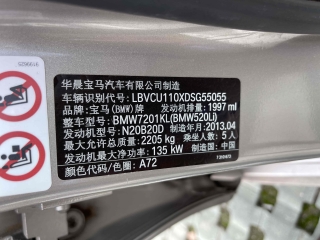 华晨宝马汽车有限公司制造
车辆识别代号: LBVCU110XDSG55055
品牌: 宝马(BMW)牌 发动机排量: 1997 ml
整车型号: BMW7201KL(BMW520Li)
发动机型号: N20B20D 制造年月: 2013.04
最大允许总质量: 2205 kg 乘坐人数: 5 人
发动机最大净功率: 135 kW 制造国: 中国
颜色代码/色圈: A72